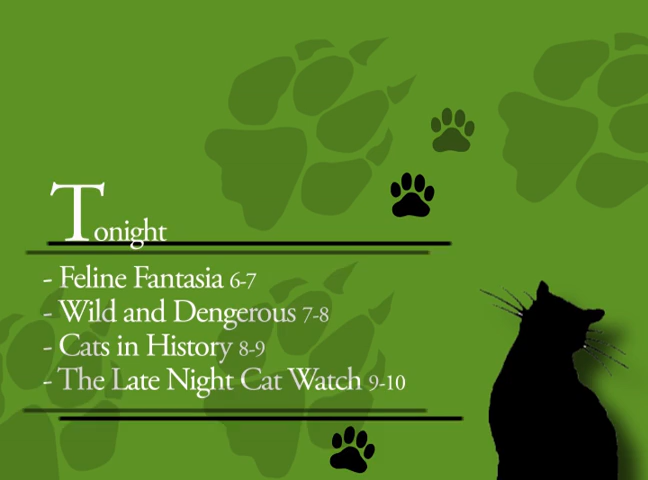 Tonight
- Feline Fantasia 6-7
- Wild and Dengerous 7-8
- Cats in History 8-9
- The Late Night Cat Watch 9-10